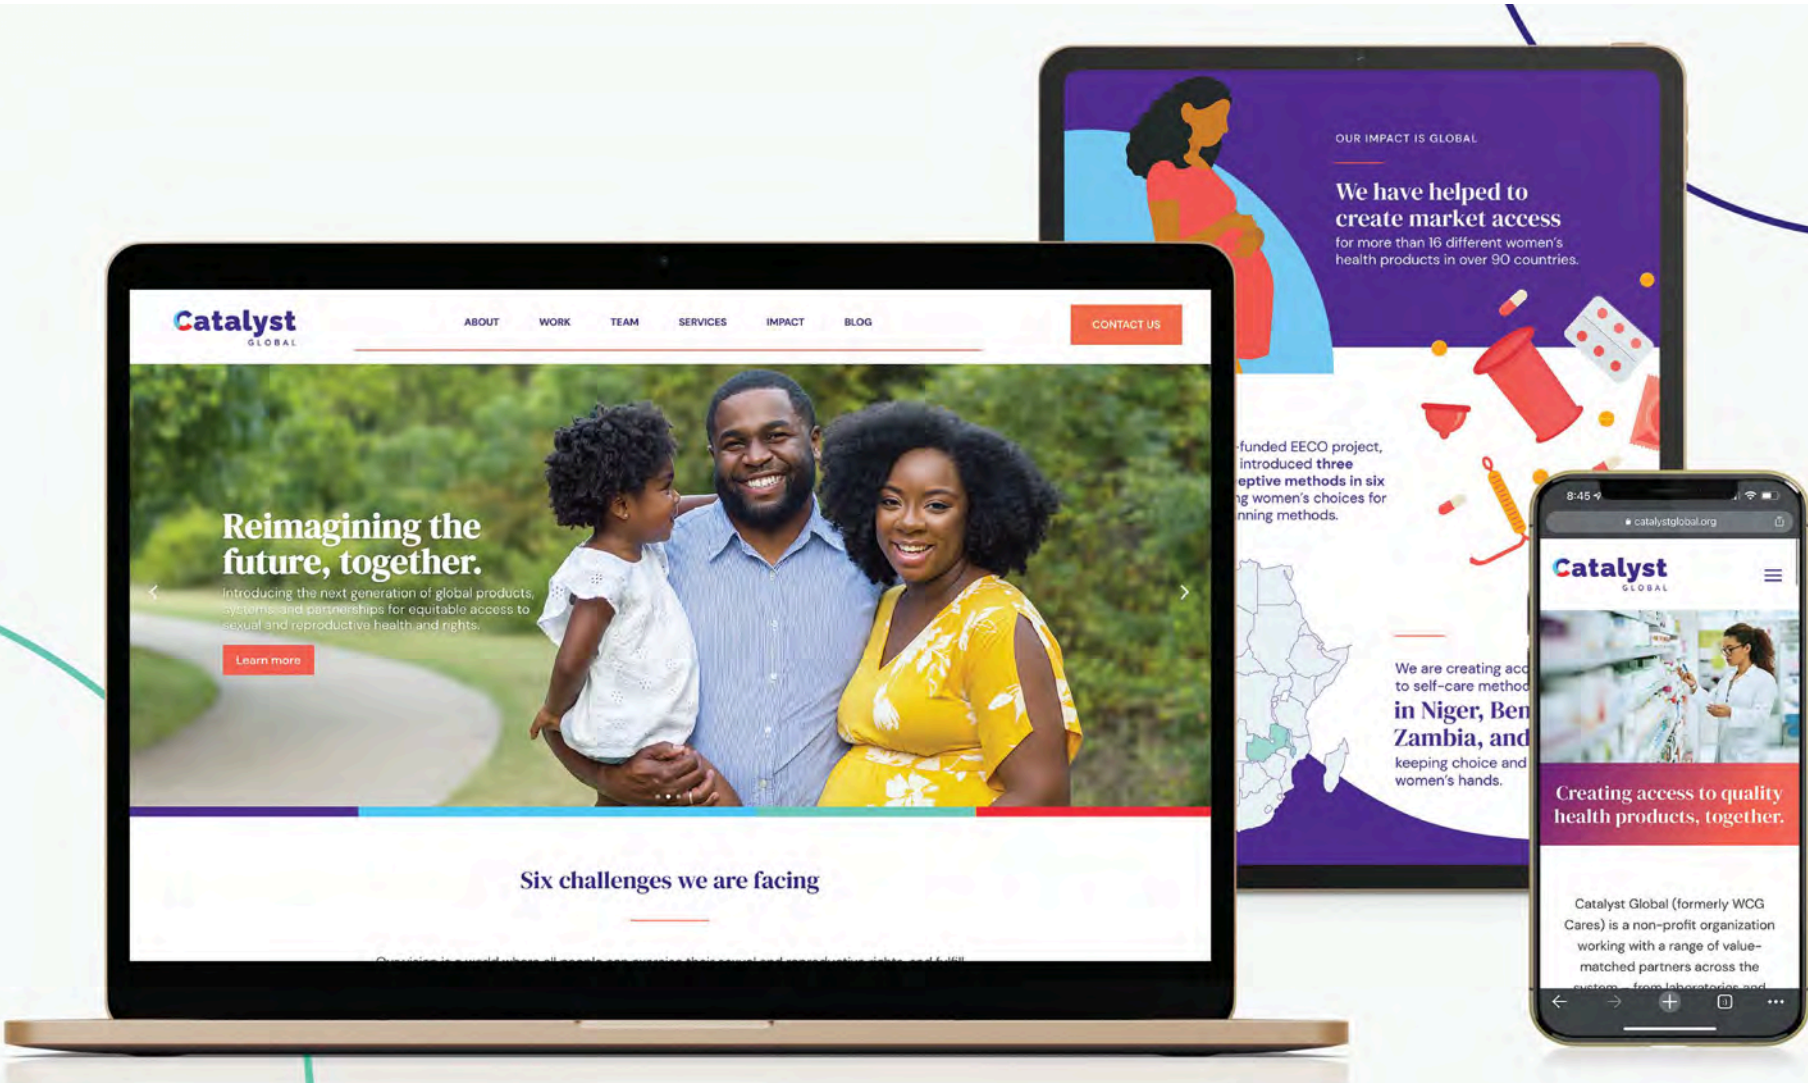 Catalyst
GLOBAL
ABOUT WORK TEAM SERVICES IMPACT BLOG
CONTACT US
Reimagining the
future, together.
Introducing the next generation of global products,
systems, and partnerships for equitable access to
sexual and reproductive health and rights.
Learn more
Six challenges we are facing
OUR IMPACT IS GLOBAL
We have helped to
create market access
for more than 16 different women's
health products in over 90 countries.
-funded EECO project,
introduced three
eptive methods in six
ng women's choices for
nning methods.
We are creating acc
to self-care method
in Niger, Ben
Zambia, and
keeping choice and
women's hands.
8:45
catalystglobal.org
Catalyst
GLOBAL
Creating access to quality
health products, together.
Catalyst Global (formerly WCG
Cares) is a non-profit organization
working with a range of value-
matched partners across the
system – from laboratories and